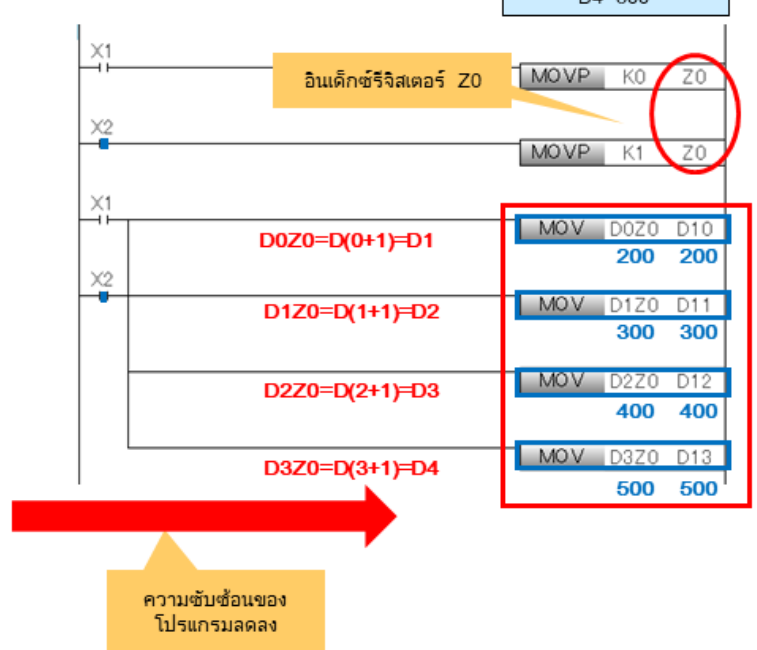 X1
อินเด็กซ์รีจิสเตอร์ Z0
MOVP K0 Z0
X2
MOVP K1 Z0
X1
D0Z0=D(0+1)=D1
MOV D0Z0 D10
200 200
X2
D1Z0=D(1+1)=D2
MOV D1Z0 D11
300 300
D2Z0=D(2+1)=D3
MOV D2Z0 D12
400 400
D3Z0=D(3+1)=D4
MOV D3Z0 D13
500 500
ความซับซ้อนของ
โปรแกรมลดลง